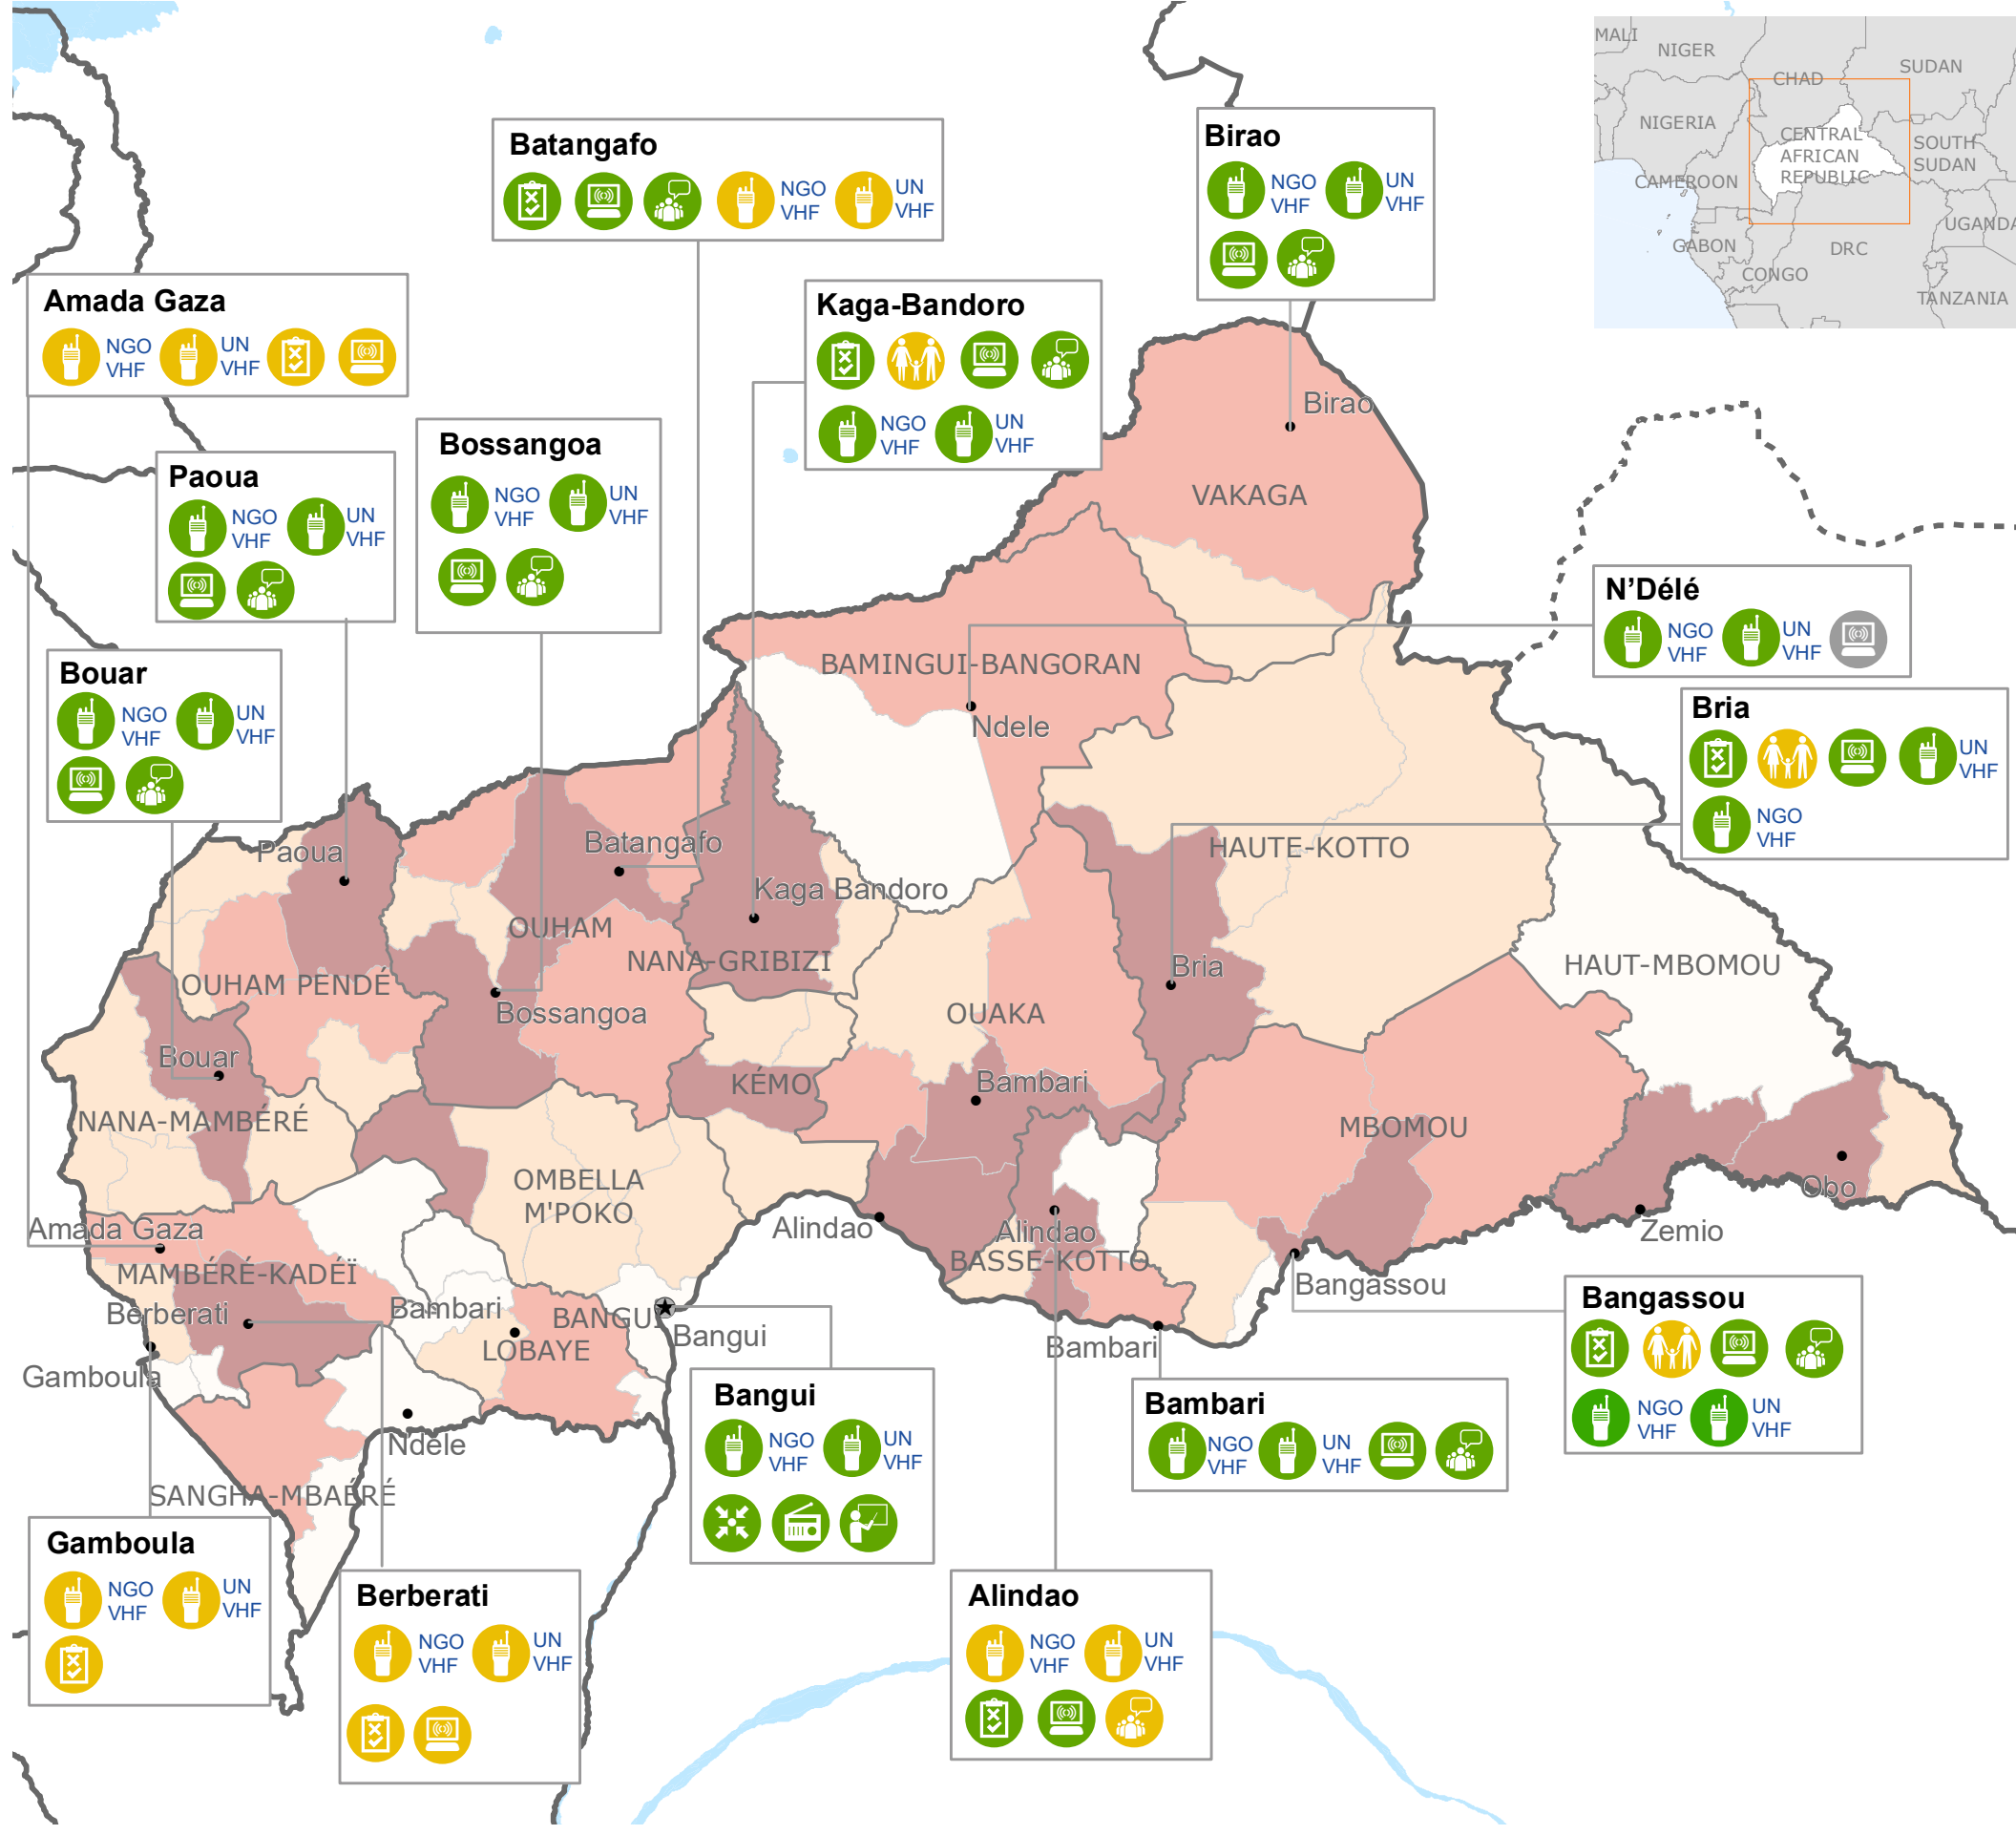 MALI
NIGER
CHAD
SUDAN
NIGERIA
CENTRAL
AFRICAN
REPUBLIC
SOUTH
SUDAN
CAMEROON
UGANDA
GABON
DRC
CONGO
TANZANIA
Batangafo
NGO
VHF
UN
VHF
Birao
NGO
VHF
UN
VHF
Amada Gaza
NGO
VHF
UN
VHF
Kaga-Bandoro
NGO
VHF
UN
VHF
Bossangoa
NGO
VHF
UN
VHF
Paoua
NGO
VHF
UN
VHF
Bouar
NGO
VHF
UN
VHF
N'Délé
NGO
VHF
UN
VHF
Bria
UN
VHF
NGO
VHF
Birao
VAKAGA
BAMINGUI-BANGORAN
Ndele
Paoua
Batangafo
HAUTE-KOTTO
Kaga Bandoro
OUHAM
NANA-GRIBIZI
Bria
HAUT-MBOMOU
OUHAM PENDÉ
Bossangoa
OUAKA
Bouar
KÉMO
Bambari
NANA-MAMBÉRÉ
MBOMOU
OMBELLA
M'POKO
Obo
Amada Gaza
Alindao
Alindao
Zemio
BASSE-KOTTO
MAMBÉRÉ-KADÉÏ
Bangassou
Berberati
Bambari
BANGUI
Bangui
LOBAYE
Bambari
Gamboula
Ndele
SANGHA-MBAÉRÉ
Bangassou
NGO
VHF
UN
VHF
Bangui
NGO
VHF
UN
VHF
Bambari
NGO
VHF
UN
VHF
Gamboula
NGO
VHF
UN
VHF
Berberati
NGO
VHF
UN
VHF
Alindao
NGO
VHF
UN
VHF